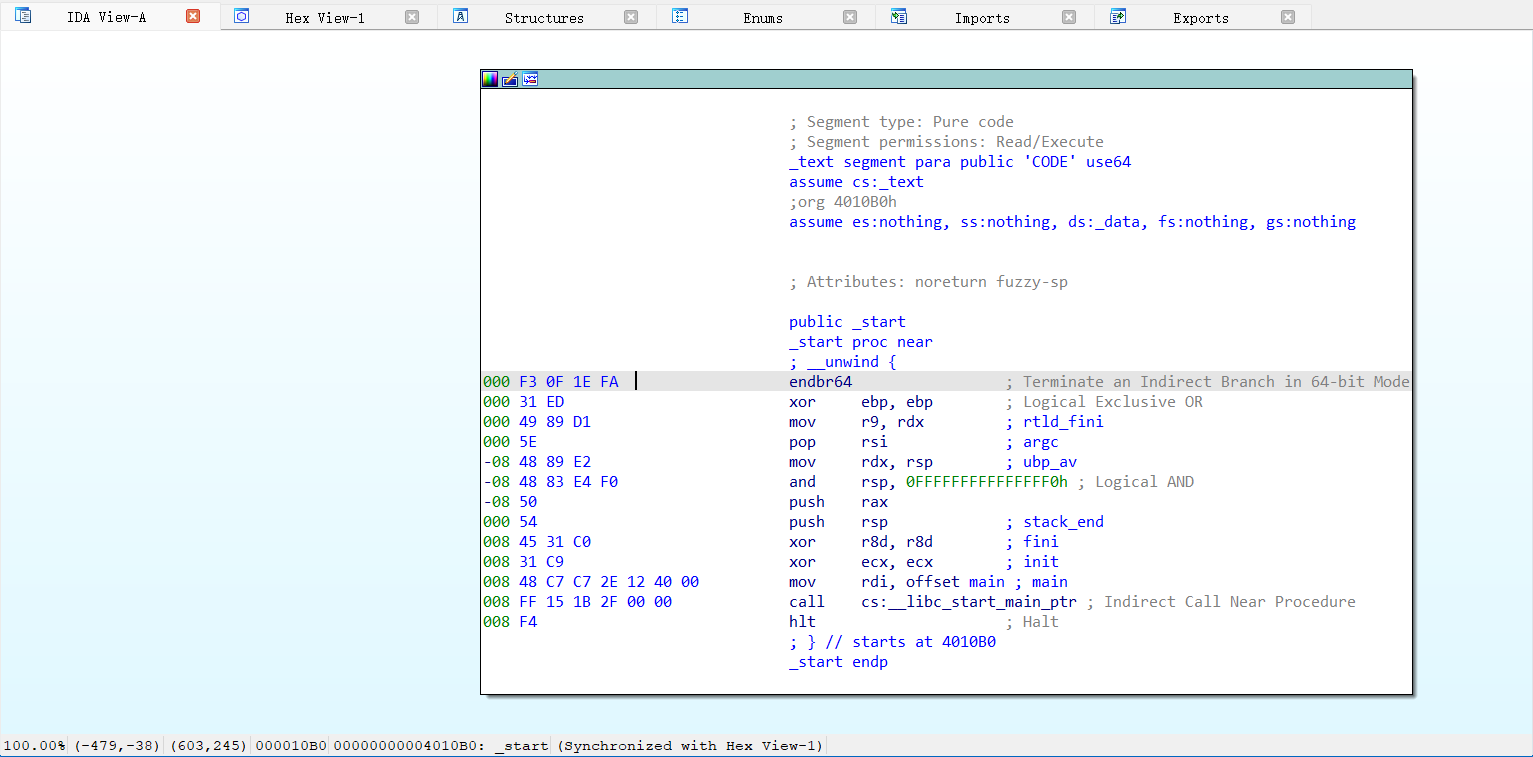 IDA View-A Hex View-1 Structures Enums Imports Exports
; Segment type: Pure code
; Segment permissions: Read/Execute
_text segment para public 'CODE' use64
assume cs:_text
;org 4010B0h
assume es:nothing, ss:nothing, ds:_data, fs:nothing, gs:nothing
; Attributes: noreturn fuzzy-sp
public _start
_start proc near
; __unwind {
000 F3 0F 1E FA endbr64 ; Terminate an Indirect Branch in 64-bit Mode
000 31 ED xor ebp, ebp ; Logical Exclusive OR
000 49 89 D1 mov r9, rdx ; rtld_fini
000 5E pop rsi ; argc
-08 48 89 E2 mov rdx, rsp ; ubp_av
-08 48 83 E4 F0 and rsp, 0FFFFFFFFFFFFFFF0h ; Logical AND
-08 50 push rax
000 54 push rsp ; stack_end
008 45 31 C0 xor r8d, r8d ; fini
008 31 C9 xor ecx, ecx ; init
008 48 C7 C7 2E 12 40 00 mov rdi, offset main ; main
008 FF 15 1B 2F 00 00 call cs:__libc_start_main_ptr ; Indirect Call Near Procedure
008 F4 hlt ; Halt
; } // starts at 4010B0
_start endp
100.00% (-479,-38) (603,245) 000010B0 00000000004010B0: _start (Synchronized with Hex View-1)